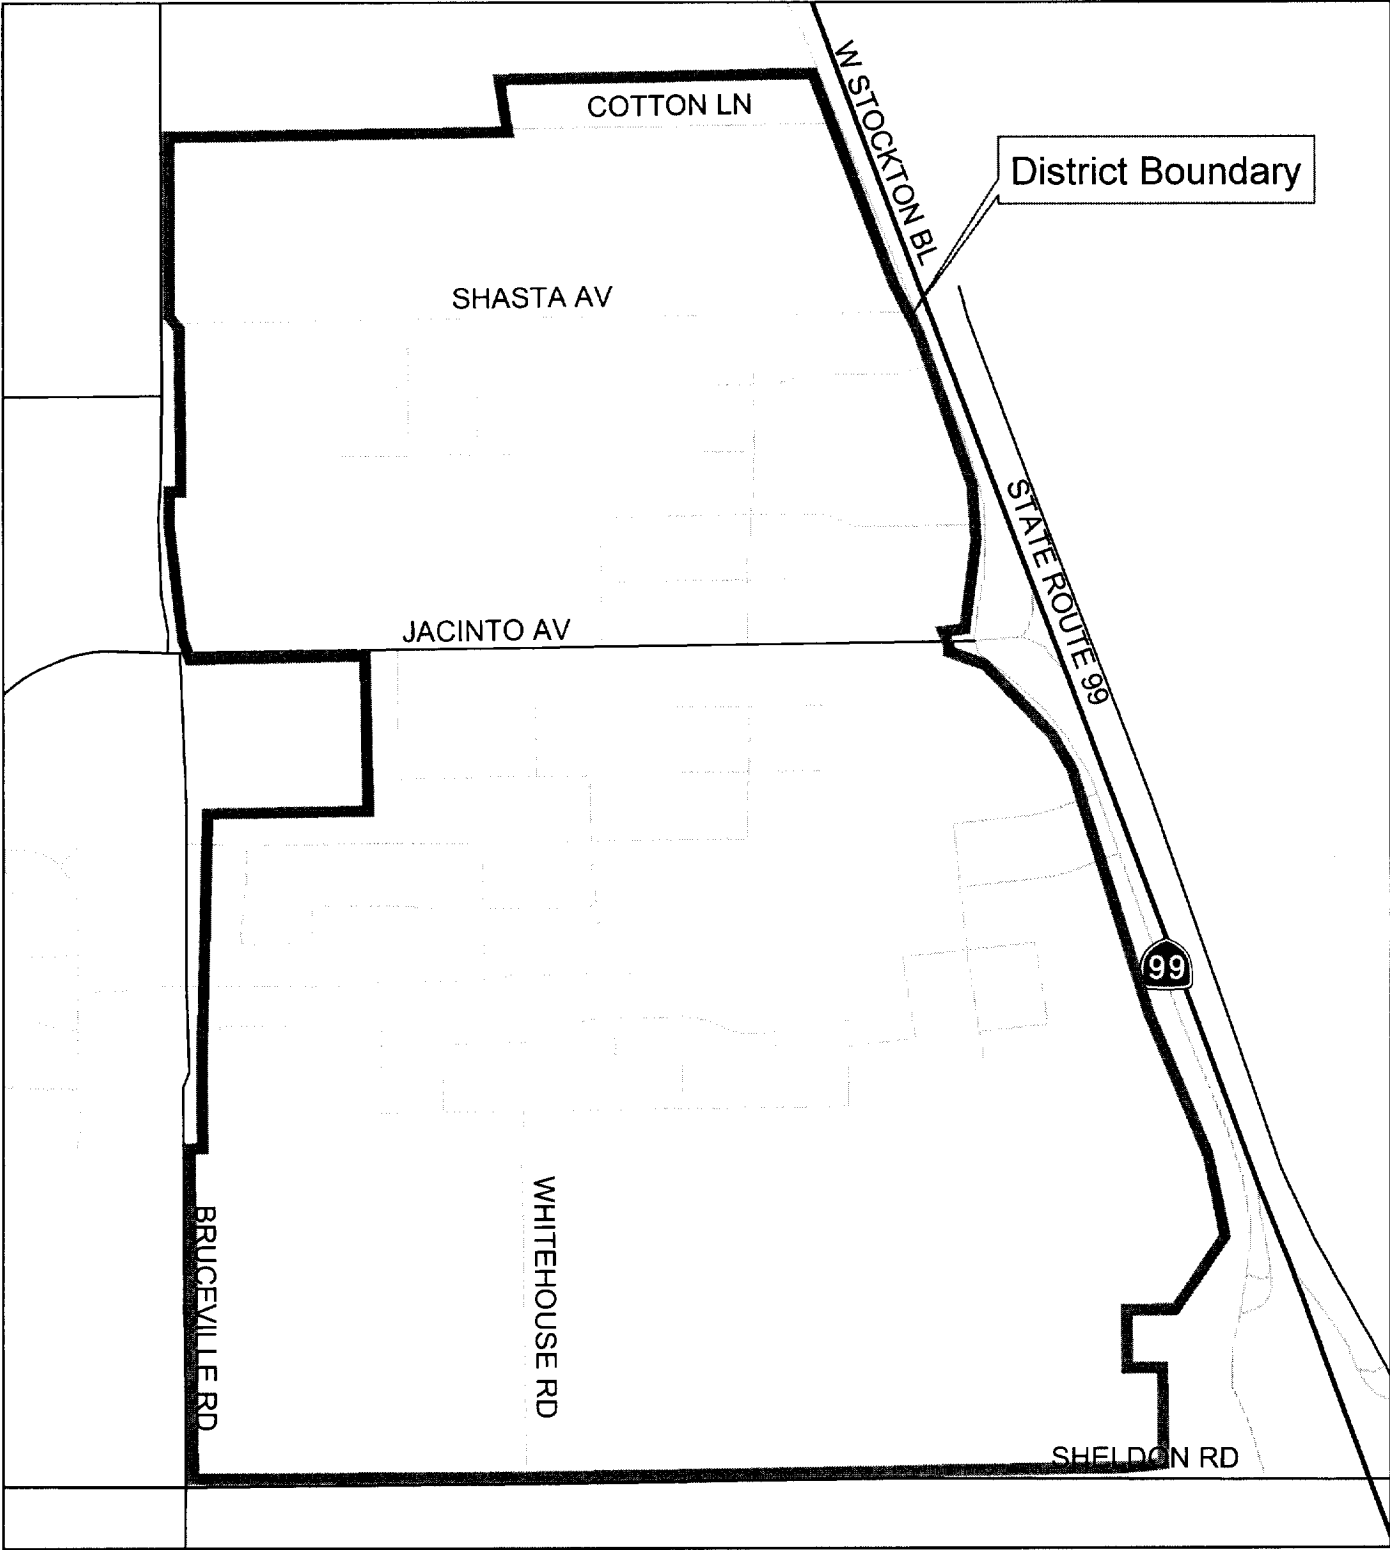 COTTON LN
W STOCKTON BL
District Boundary
SHASTA AV
STATE ROUTE 99
JACINTO AV
99
BRUCEVILLE RD
WHITEHOUSE RD
SHELDON RD